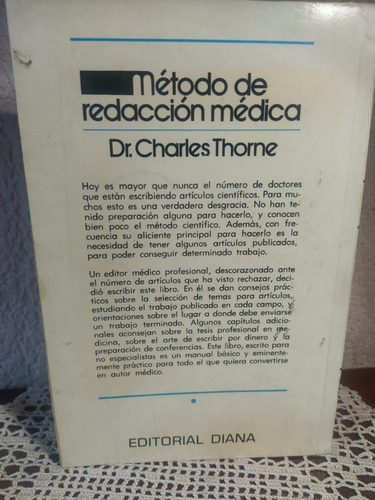 Método de
redacción médica
Dr. Charles Thorne
Hoy es mayor que nunca el número de doctores
que están escribiendo artículos científicos. Para mu-
chos esto es una verdadera desgracia. No han te-
nido preparación alguna para hacerlo, y conocen
bien poco el método científico. Además, con fre-
cuencia su aliciente principal para hacerlo es la
necesidad de tener algunos artículos publicados,
para poder conseguir determinado trabajo.
Un editor médico profesional, descorazonado ante
el número de artículos que ha visto rechazar, deci-
dió escribir este libro. En él se dan consejos prác-
ticos sobre la selección de temas para artículos,
estudiando el trabajo publicado en cada campo, y
orientaciones sobre el lugar a donde debe enviarse
un trabajo terminado. Algunos capítulos adicio-
nales aconsejan sobre la tesis profesional en me-
dicina, sobre el arte de escribir por dinero y la
preparación de conferencias. Este libro, escrito para
no especialistas es un manual básico y eminente-
mente práctico para todo el que quiera convertirse
en autor médico.
EDITORIAL DIANA